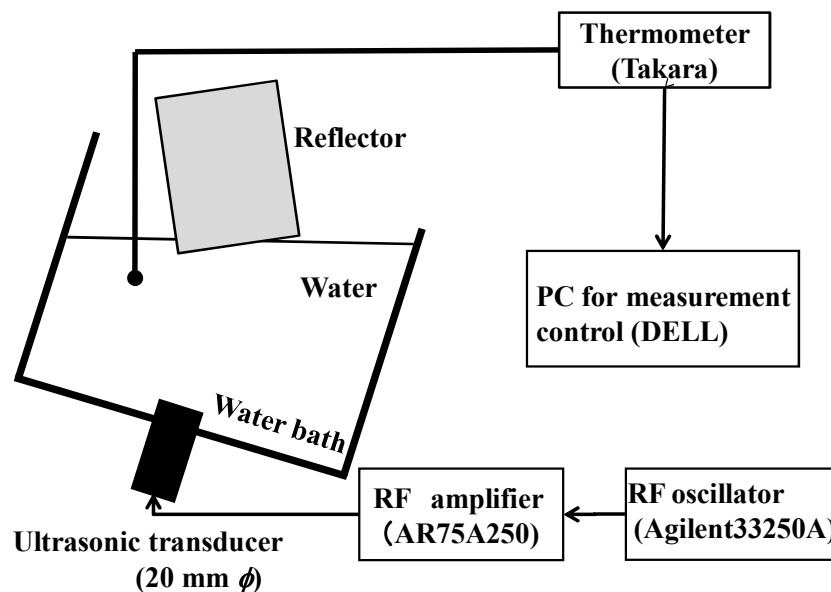 Thermometer
(Takara)
Reflector
Water
PC for measurement
control (DELL)
Water bath
RF amplifier
（AR75A250)
RF oscillator
(Agilent33250A)
Ultrasonic transducer
(20 mm ϕ)